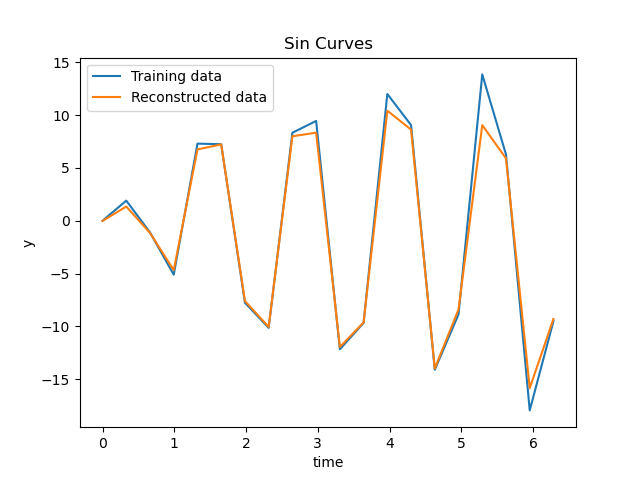 Sin Curves
Training data
Reconstructed data
15
10
5
0
−5
−10
−15
y
0 1 2 3 4 5 6
time